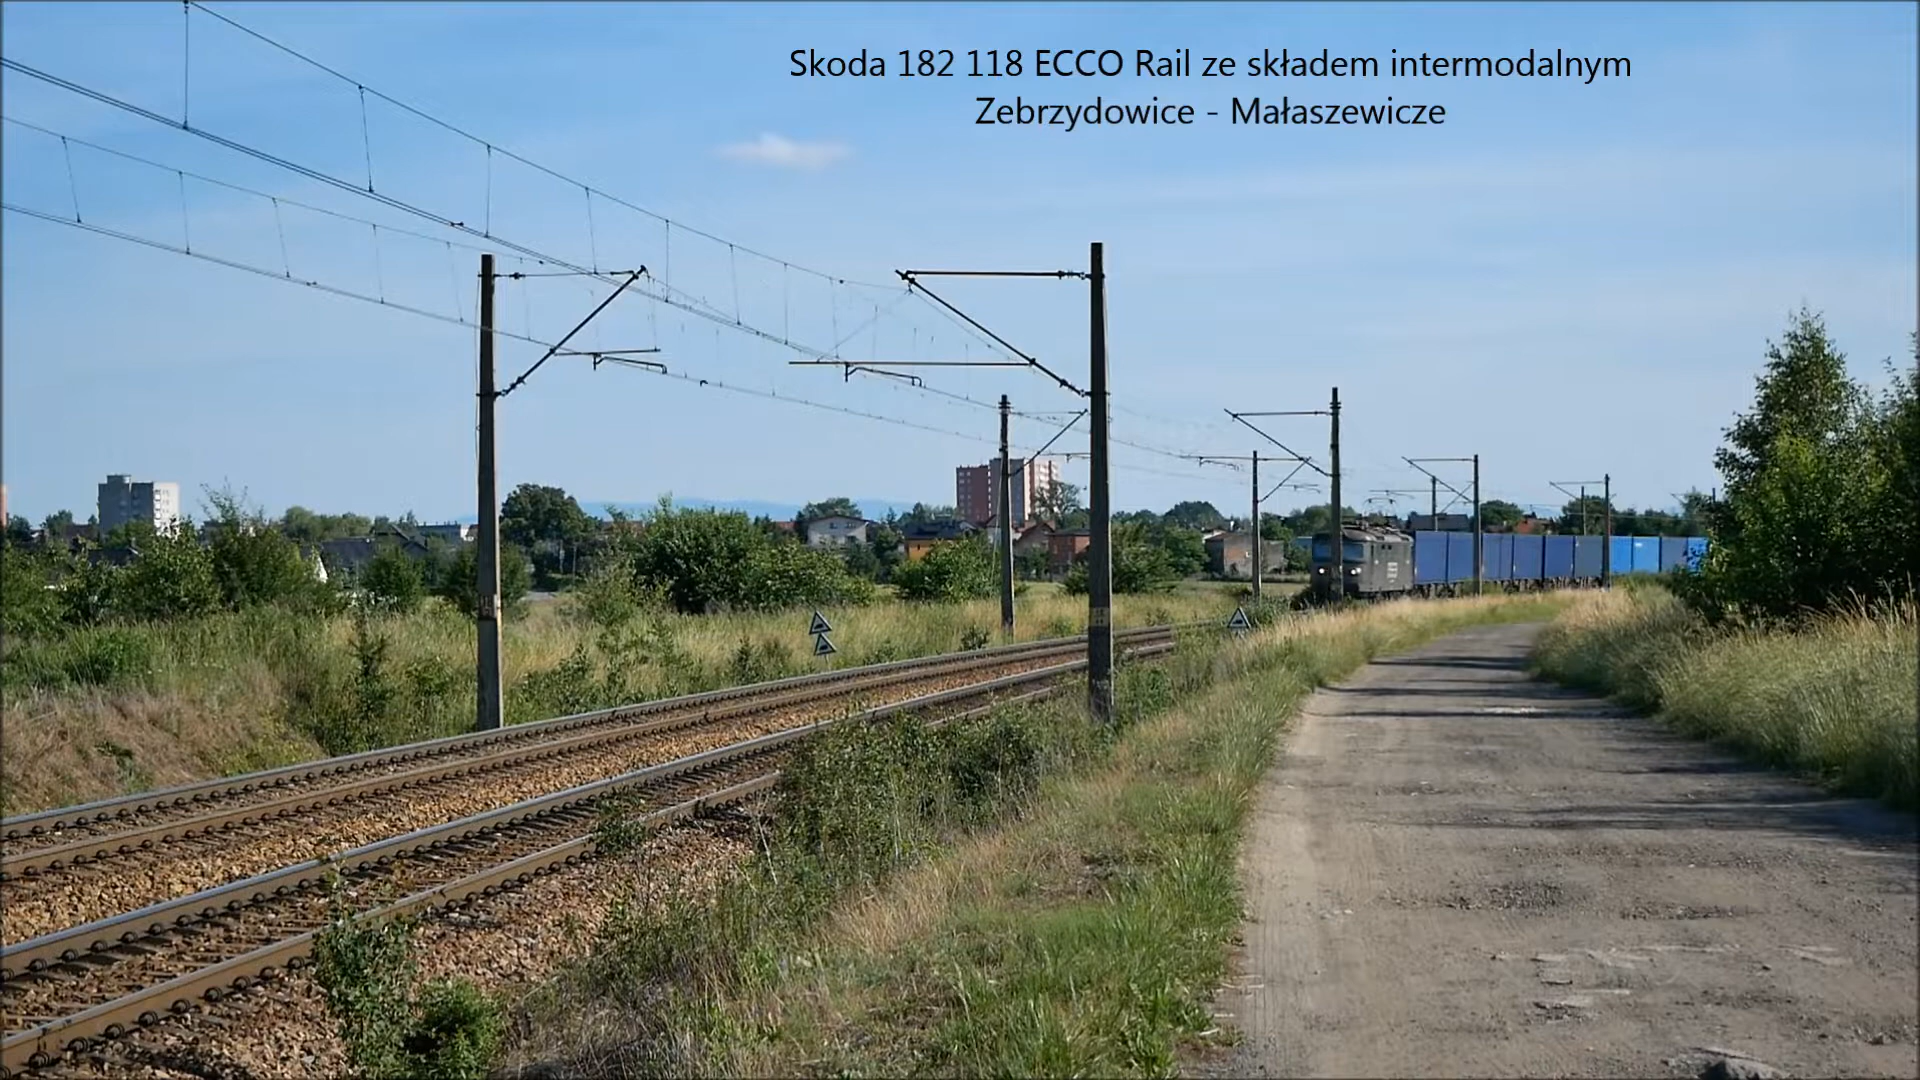 Skoda 182 118 ECCO Rail ze składem intermodalnym
Zebrzydowice - Małaszewicze